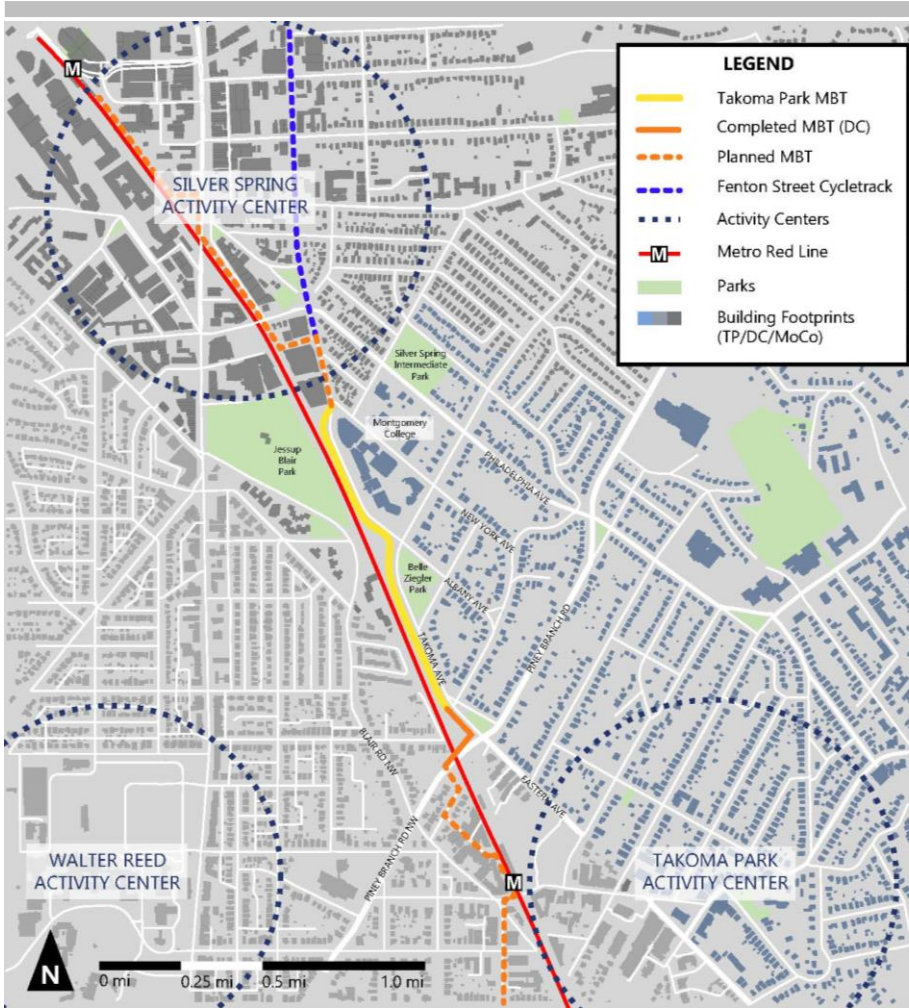 M
LEGEND
Takoma Park MBT
Completed MBT (DC)
Planned MBT
Fenton Street Cycletrack
Activity Centers
M
Metro Red Line
Parks
Building Footprints
(TP/DC/MoCo)
SILVER SPRING
ACTIVITY CENTER
Silver Spring
Intermediate
Park
Montgomery
College
Jessup
Blair
Park
PHILADELPHIA AVE
NEW YORK AVE
Belle
Ziegler
Park
ALBANY AVE
PINEY BRANCH RD
TAKOMA AVE
BLAIR RD NW
EASTERN AVE
PINEY BRANCH RD NW
WALTER REED
ACTIVITY CENTER
TAKOMA PARK
ACTIVITY CENTER
M
N
0 mi 0.25 mi 0.5 mi 1.0 mi